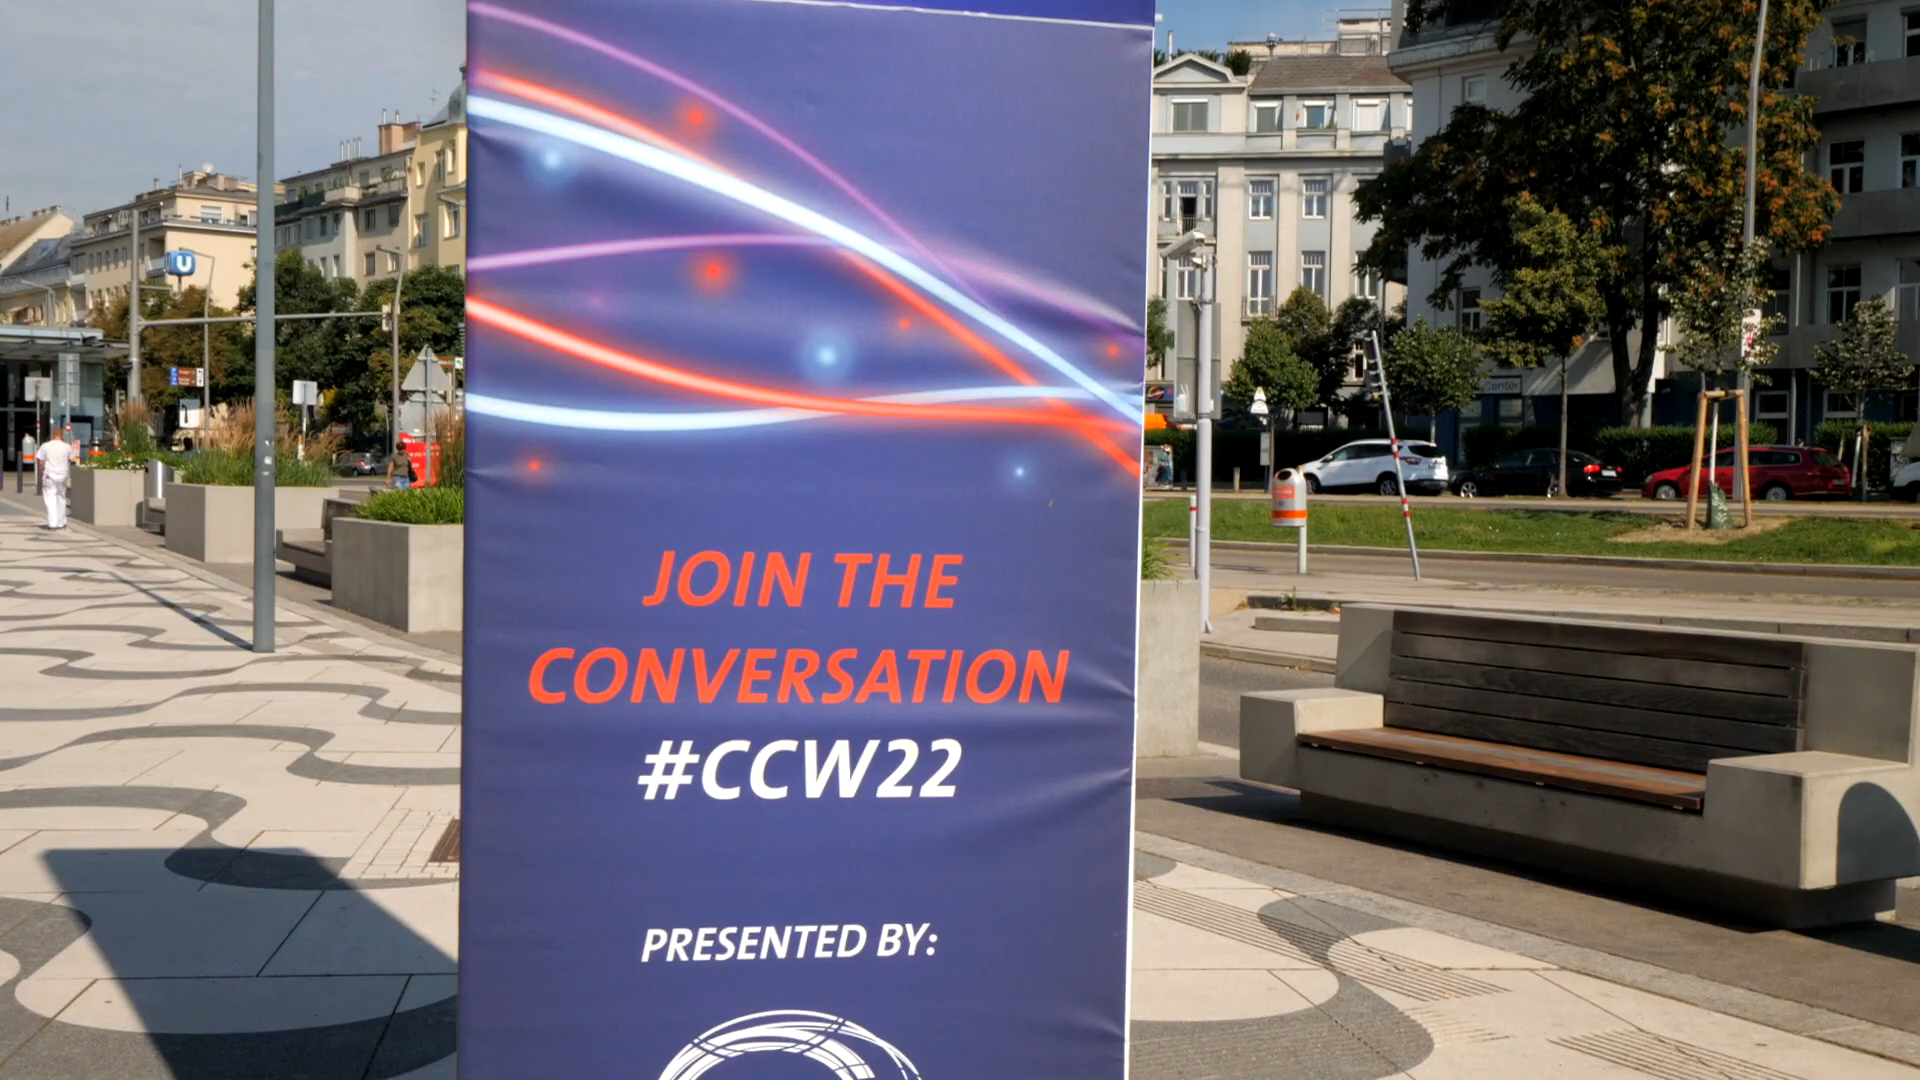 U
JOIN THE
CONVERSATION
#CCW22
PRESENTED BY: